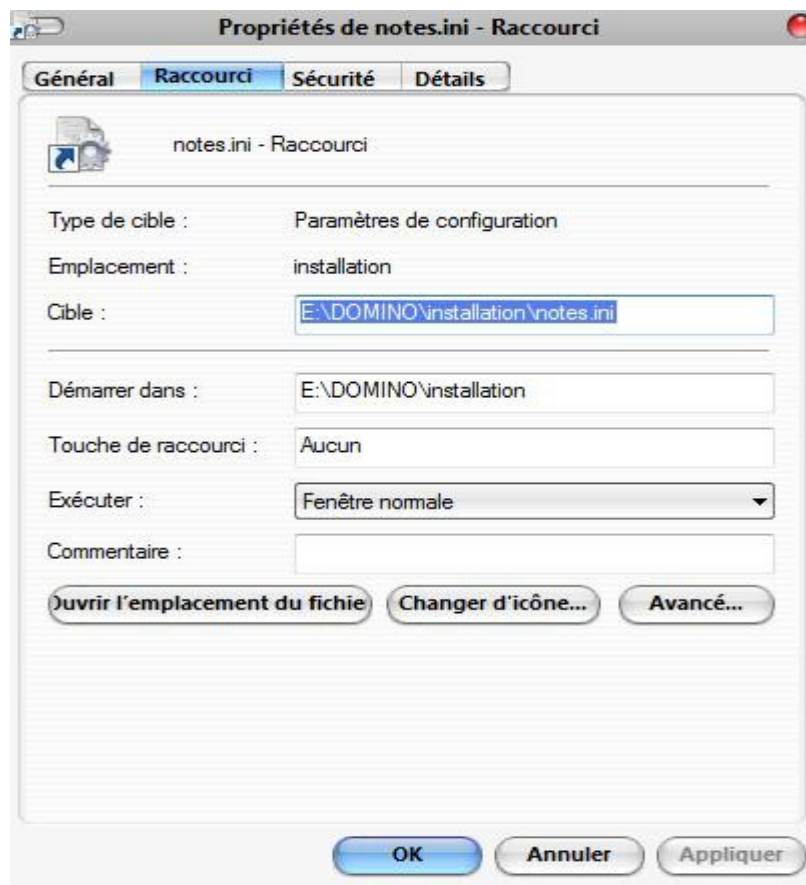 Propriétés de notes.ini - Raccourci
Général Raccourci Sécurité Détails
notes.ini - Raccourci
Type de cible : Paramètres de configuration
Emplacement : installation
Cible : E:\DOMINO\installation\notes.ini
Démarrer dans : E:\DOMINO\installation
Touche de raccourci : Aucun
Exécuter : Fenêtre normale
Commentaire :
Ouvrir l'emplacement du fichie Changer d'icône... Avancé...
OK Annuler Appliquer